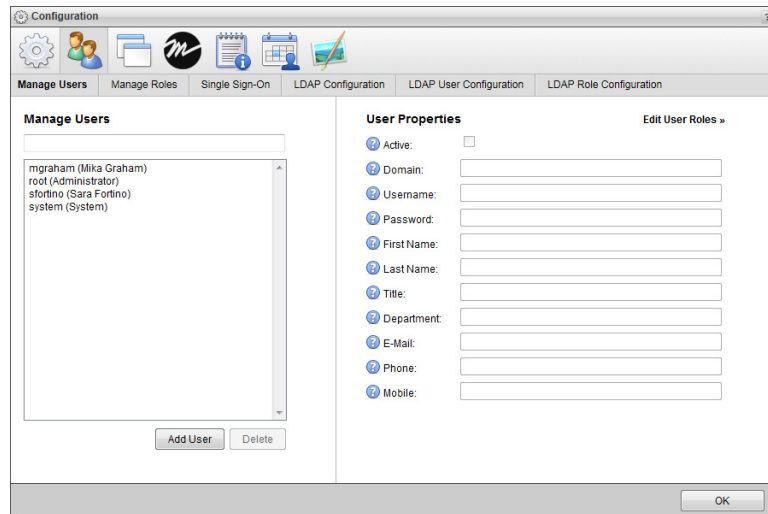 Configuration
Manage Users Manage Roles Single Sign-On LDAP Configuration LDAP User Configuration LDAP Role Configuration
Manage Users
mgraham (Mika Graham)
root (Administrator)
sfortino (Sara Fortino)
system (System)
Add User Delete
User Properties Edit User Roles »
? Active:
? Domain:
? Username:
? Password:
? First Name:
? Last Name:
? Title:
? Department:
? E-Mail:
? Phone:
? Mobile:
OK